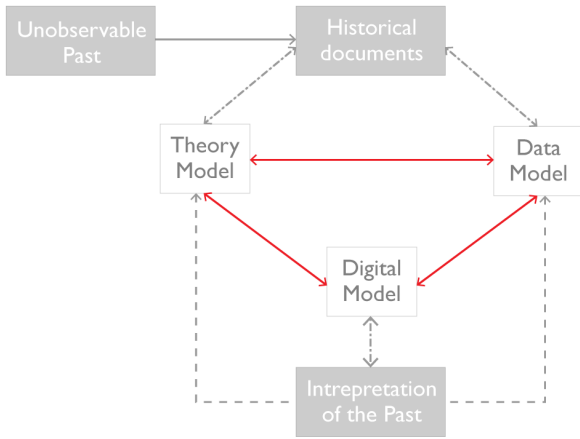 Unobservable
Past
Historical
documents
Theory
Model
Data
Model
Digital
Model
Intrepretation
of the Past